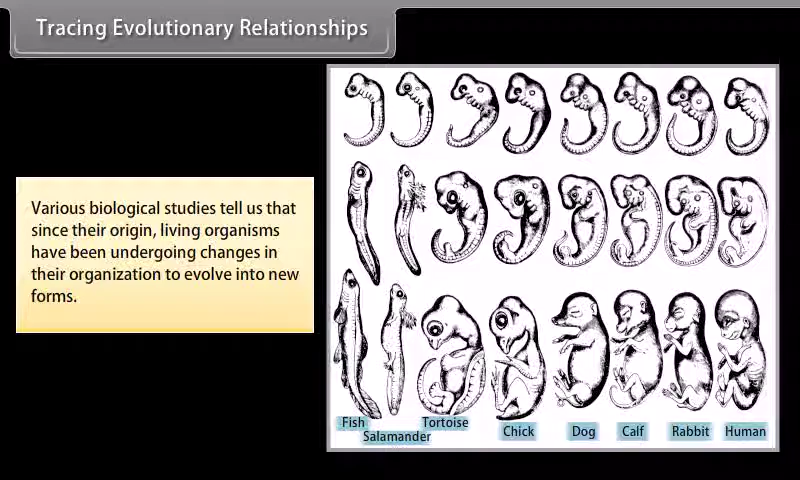 Tracing Evolutionary Relationships
Various biological studies tell us that
since their origin, living organisms
have been undergoing changes in
their organization to evolve into new
forms.
Fish
Salamander
Tortoise
Chick
Dog
Calf
Rabbit
Human